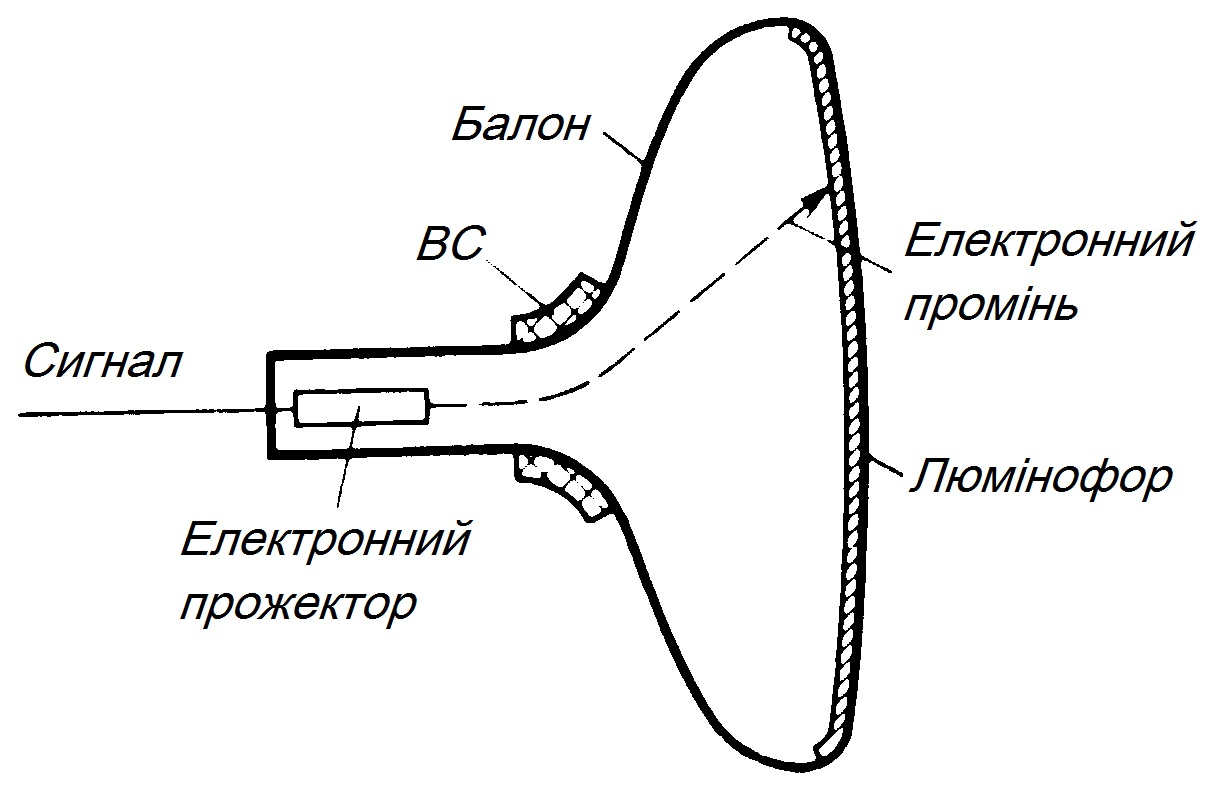 Балон
ВС
Електронний
промінь
Сигнал
Люмінофор
Електронний
прожектор